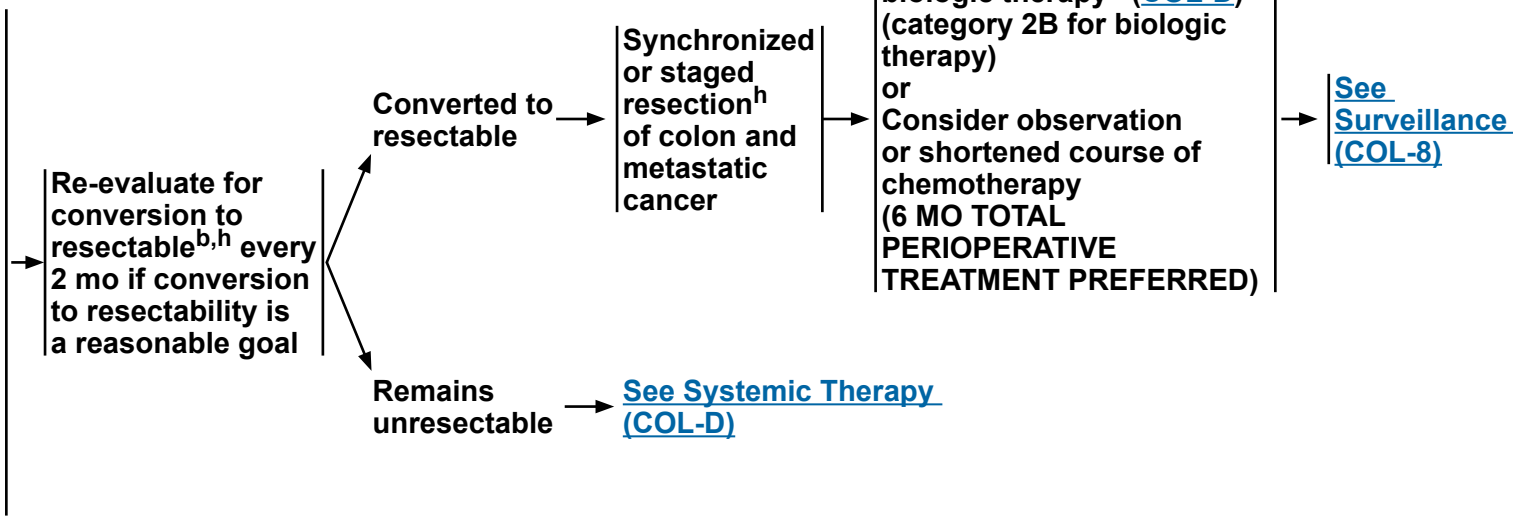 Re-evaluate for
conversion to
resectable^b,h every
2 mo if conversion
to resectability is
a reasonable goal
Converted to
resectable
Synchronized
or staged
resection^h
of colon and
metastatic
cancer
(category 2B for biologic
therapy)
or
Consider observation
or shortened course of
chemotherapy
(6 MO TOTAL
PERIOPERATIVE
TREATMENT PREFERRED)
See
Surveillance
(COL-8)
Remains
unresectable
See Systemic Therapy
(COL-D)